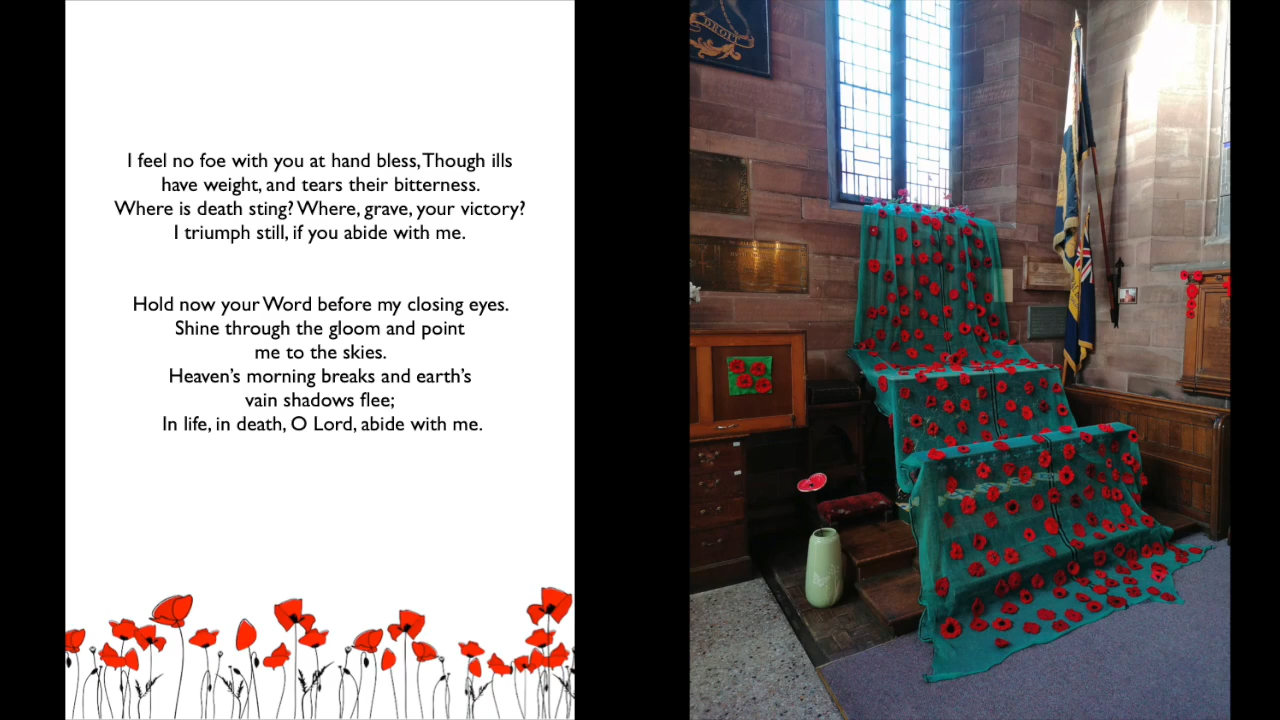 I feel no foe with you at hand bless, Though ills
have weight, and tears their bitterness.
Where is death sting? Where, grave, your victory?
I triumph still, if you abide with me.
Hold now your Word before my closing eyes.
Shine through the gloom and point
me to the skies.
Heaven's morning breaks and earth's
vain shadows flee;
In life, in death, O Lord, abide with me.
DROIT